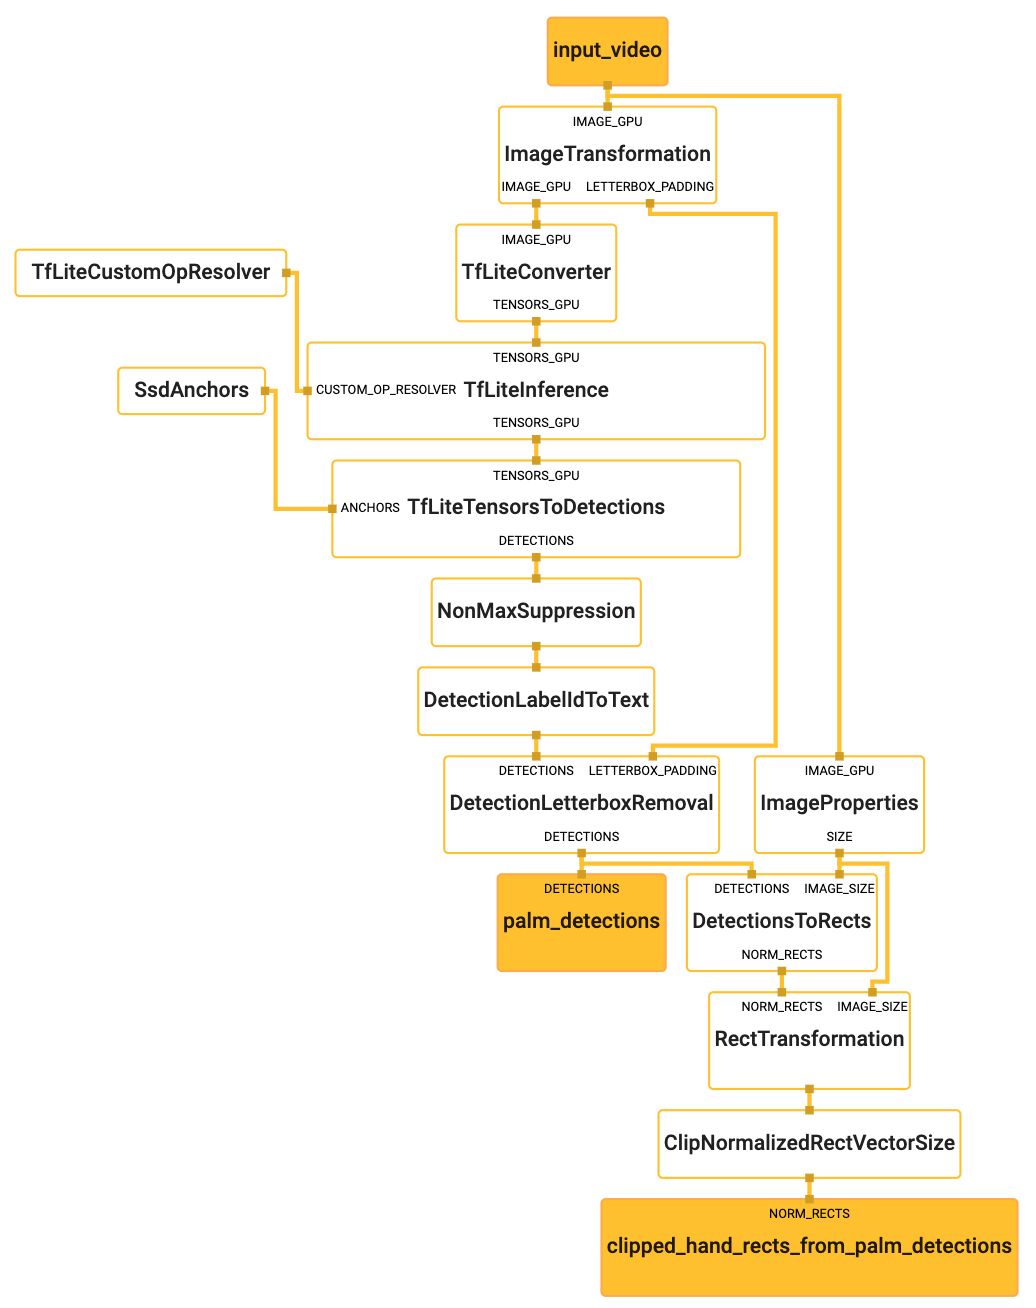 input_video
IMAGE_GPU
ImageTransformation
IMAGE_GPU LETTERBOX_PADDING
IMAGE_GPU
TfLiteConverter
TENSORS_GPU
TfLiteCustomOpResolver
TENSORS_GPU
CUSTOM_OP_RESOLVER TfLiteInference
TENSORS_GPU
SsdAnchors
TENSORS_GPU
ANCHORS TfLiteTensorsToDetections
DETECTIONS
NonMaxSuppression
DetectionLabelIdToText
DETECTIONS LETTERBOX_PADDING
DetectionLetterboxRemoval
DETECTIONS
IMAGE_GPU
ImageProperties
SIZE
DETECTIONS
palm_detections
DETECTIONS IMAGE_SIZE
DetectionsToRects
NORM_RECTS
NORM_RECTS IMAGE_SIZE
RectTransformation
ClipNormalizedRectVectorSize
NORM_RECTS
clipped_hand_rects_from_palm_detections